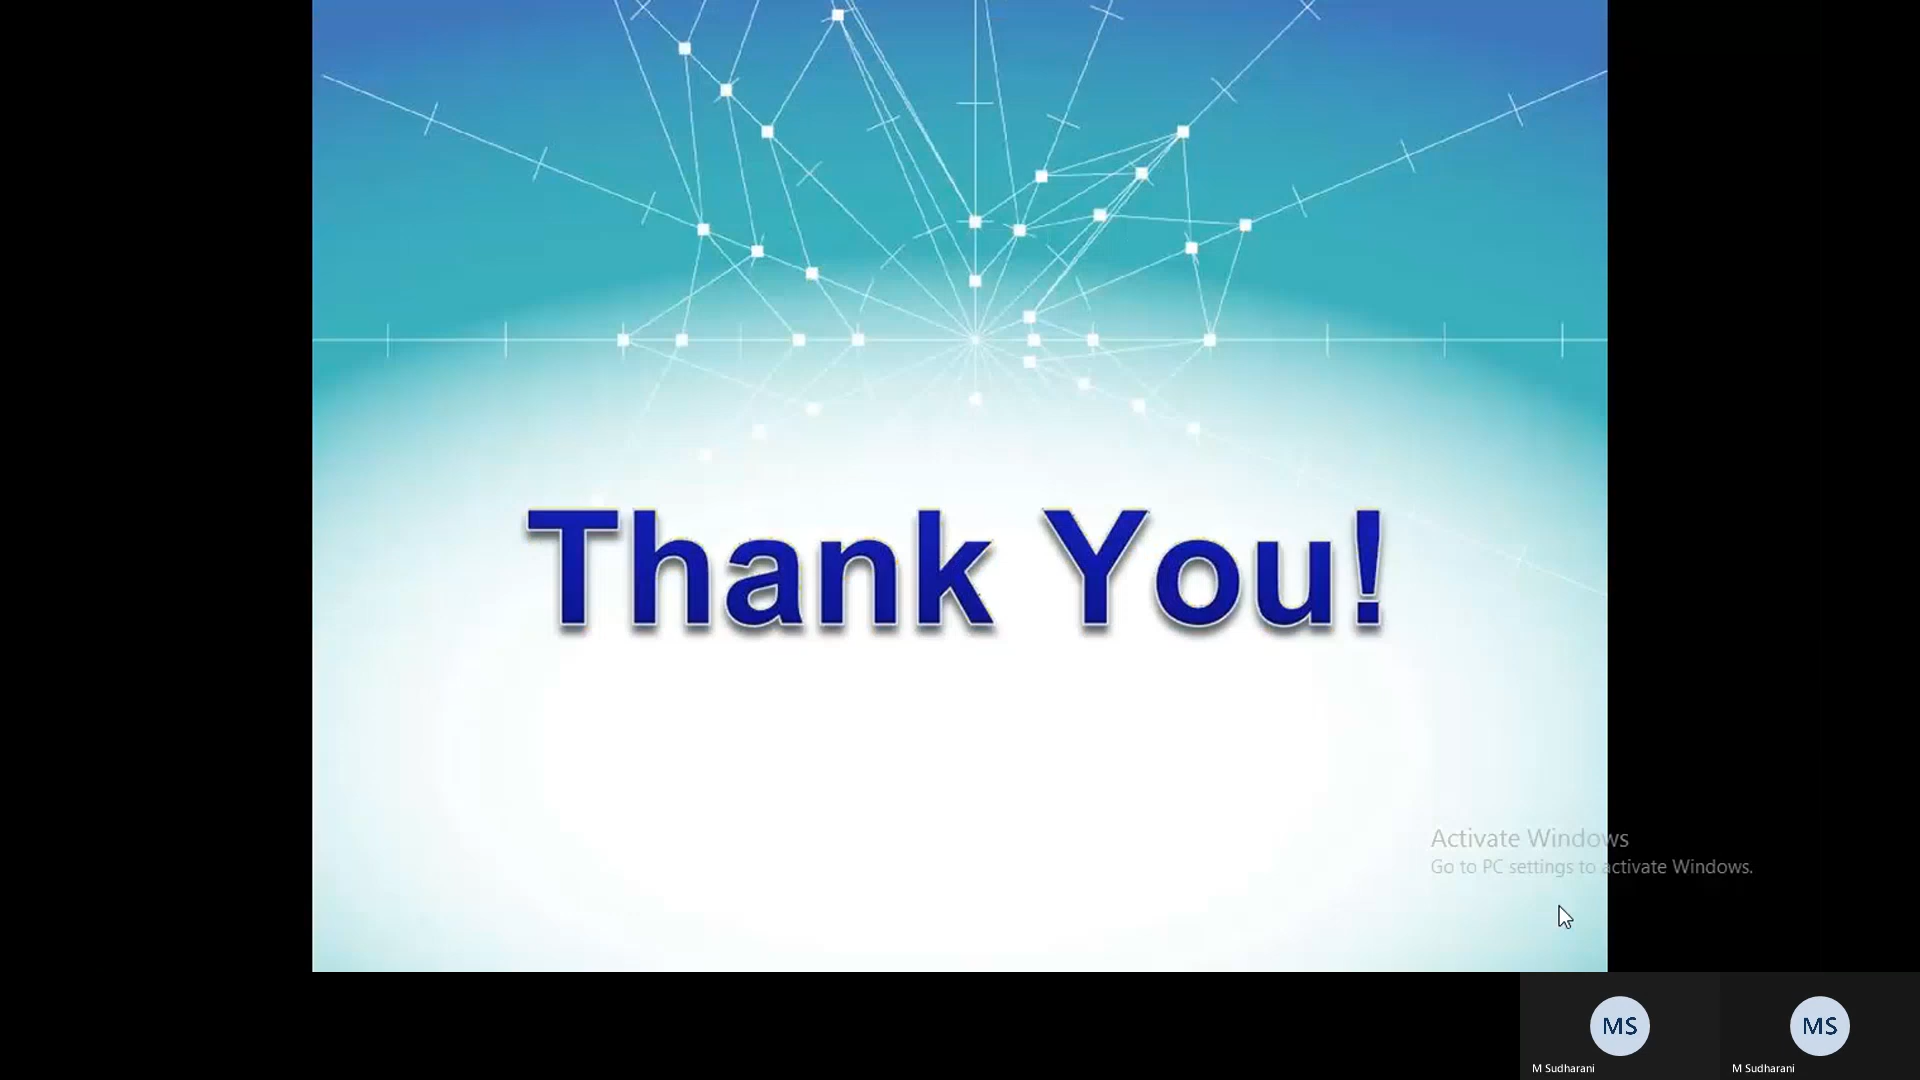 Thank You!
Activate Windows
Go to PC settings to activate Windows.
MS
M Sudharani
MS
M Sudharani